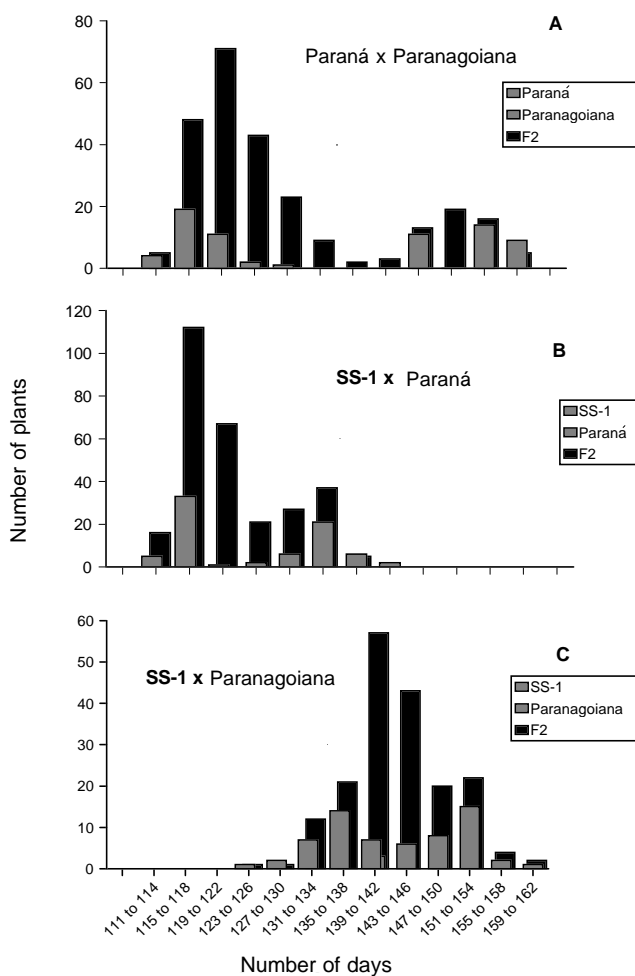 A
Paraná x Paranagoiana
Paraná
Paranagoiana
F2
80
60
40
20
0
B
SS-1 x Paraná
SS-1
Paraná
F2
120
100
80
60
40
20
0
Number of plants
C
SS-1 x Paranagoiana
SS-1
Paranagoiana
F2
60
50
40
30
20
10
0
111 to 114
115 to 118
119 to 122
123 to 126
127 to 130
131 to 134
135 to 138
139 to 142
143 to 146
147 to 150
151 to 154
155 to 158
159 to 162
Number of days